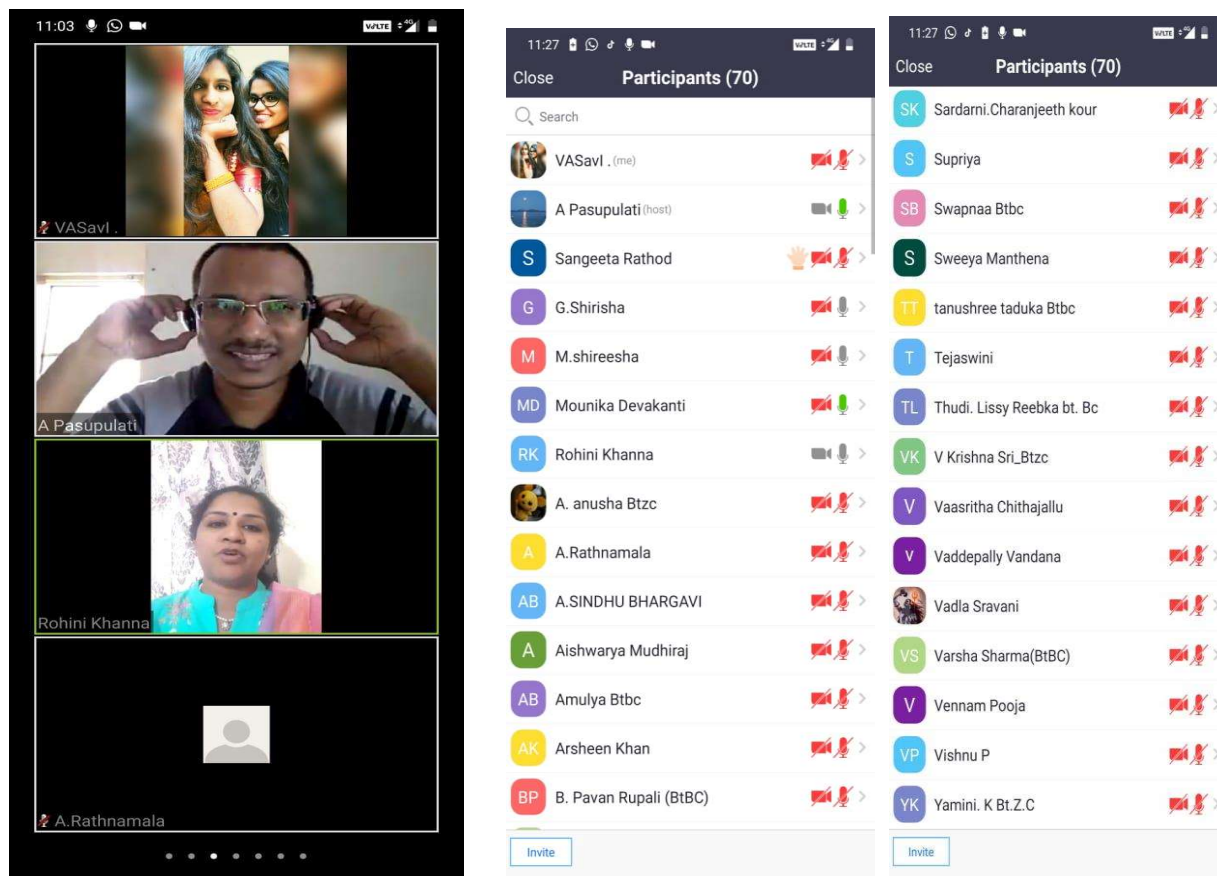 11:03
VoLTE 4G
VASavI .
A Pasupulati
Rohini Khanna
A.Rathnamala
11:27
VoLTE 4G
Close Participants (70)
Search
VASavI . (me)
A Pasupulati (host)
S Sangeeta Rathod
G G.Shirisha
M M.shireesha
MD Mounika Devakanti
RK Rohini Khanna
A. anusha Btzc
A A.Rathnamala
AB A.SINDHU BHARGAVI
A Aishwarya Mudhiraj
AB Amulya Btbc
AK Arsheen Khan
BP B. Pavan Rupali (BtBC)
Invite
11:27
VoLTE 4G
Close Participants (70)
SK Sardarni.Charanjeeth kour
S Supriya
SB Swapnaa Btbc
S Sweeya Manthena
TT tanushree taduka Btbc
T Tejaswini
TL Thudi. Lissy Reebka bt. Bc
VK V Krishna Sri_Btzc
V Vaasritha Chithajallu
V Vaddepally Vandana
Vadla Sravani
VS Varsha Sharma(BtBC)
V Vennam Pooja
VP Vishnu P
YK Yamini. K Bt.Z.C
Invite